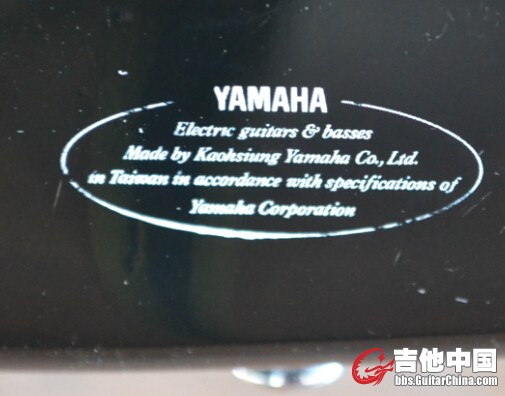 YAMAHA
Electric guitars & basses
Made by Kaohsiung Yamaha Co., Ltd.
in Taiwan in accordance with specifications of
Yamaha Corporation
吉他中国
bbs.GuitarChina.com